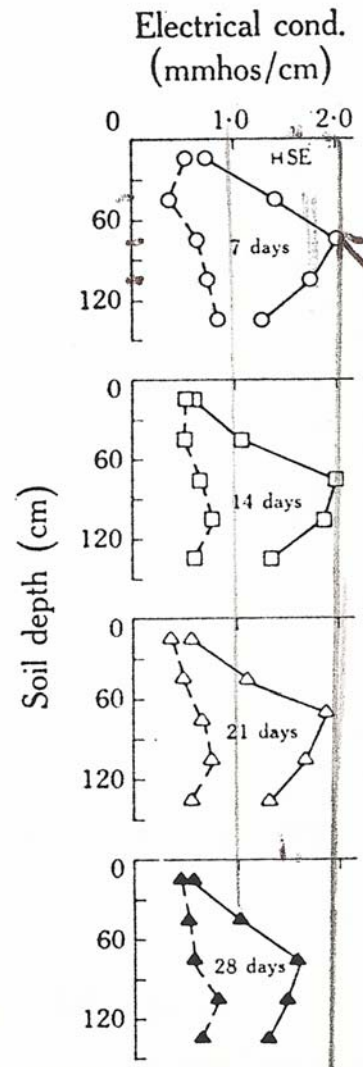 Electrical cond.
(mmhos/cm)
0 1·0 2·0
HSE
60
7 days
120
0
60
14 days
120
Soil depth (cm)
0
60
21 days
120
0
60
28 days
120